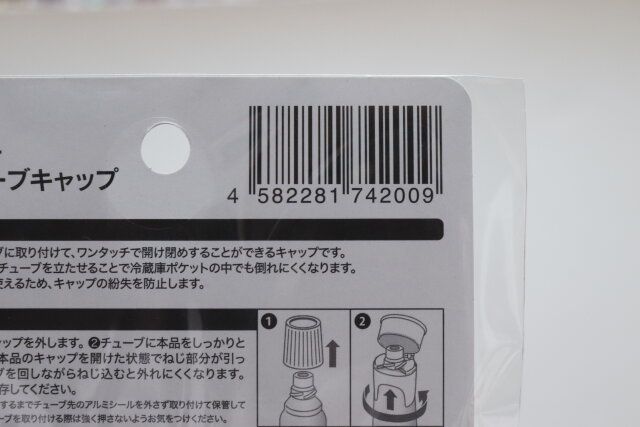 ーブキャップ
4 582281 742009
ブに取り付けて、ワンタッチで開け閉めすることができるキャップです。
チューブを立たせることで冷蔵庫ポケットの中でも倒れにくくなります。
使えるため、キャップの紛失を防止します。
❶ ❷
ャップを外します。❷チューブに本品をしっかりと
本品のキャップを開けた状態でねじ部分が引っ
ブを回しながらねじ込むと外れにくくなります。
存してください。
するまでチューブ先のアルミシールを外さず取り付けて保管して
ーブを取り付ける際は強く押さないようお気をつけください。